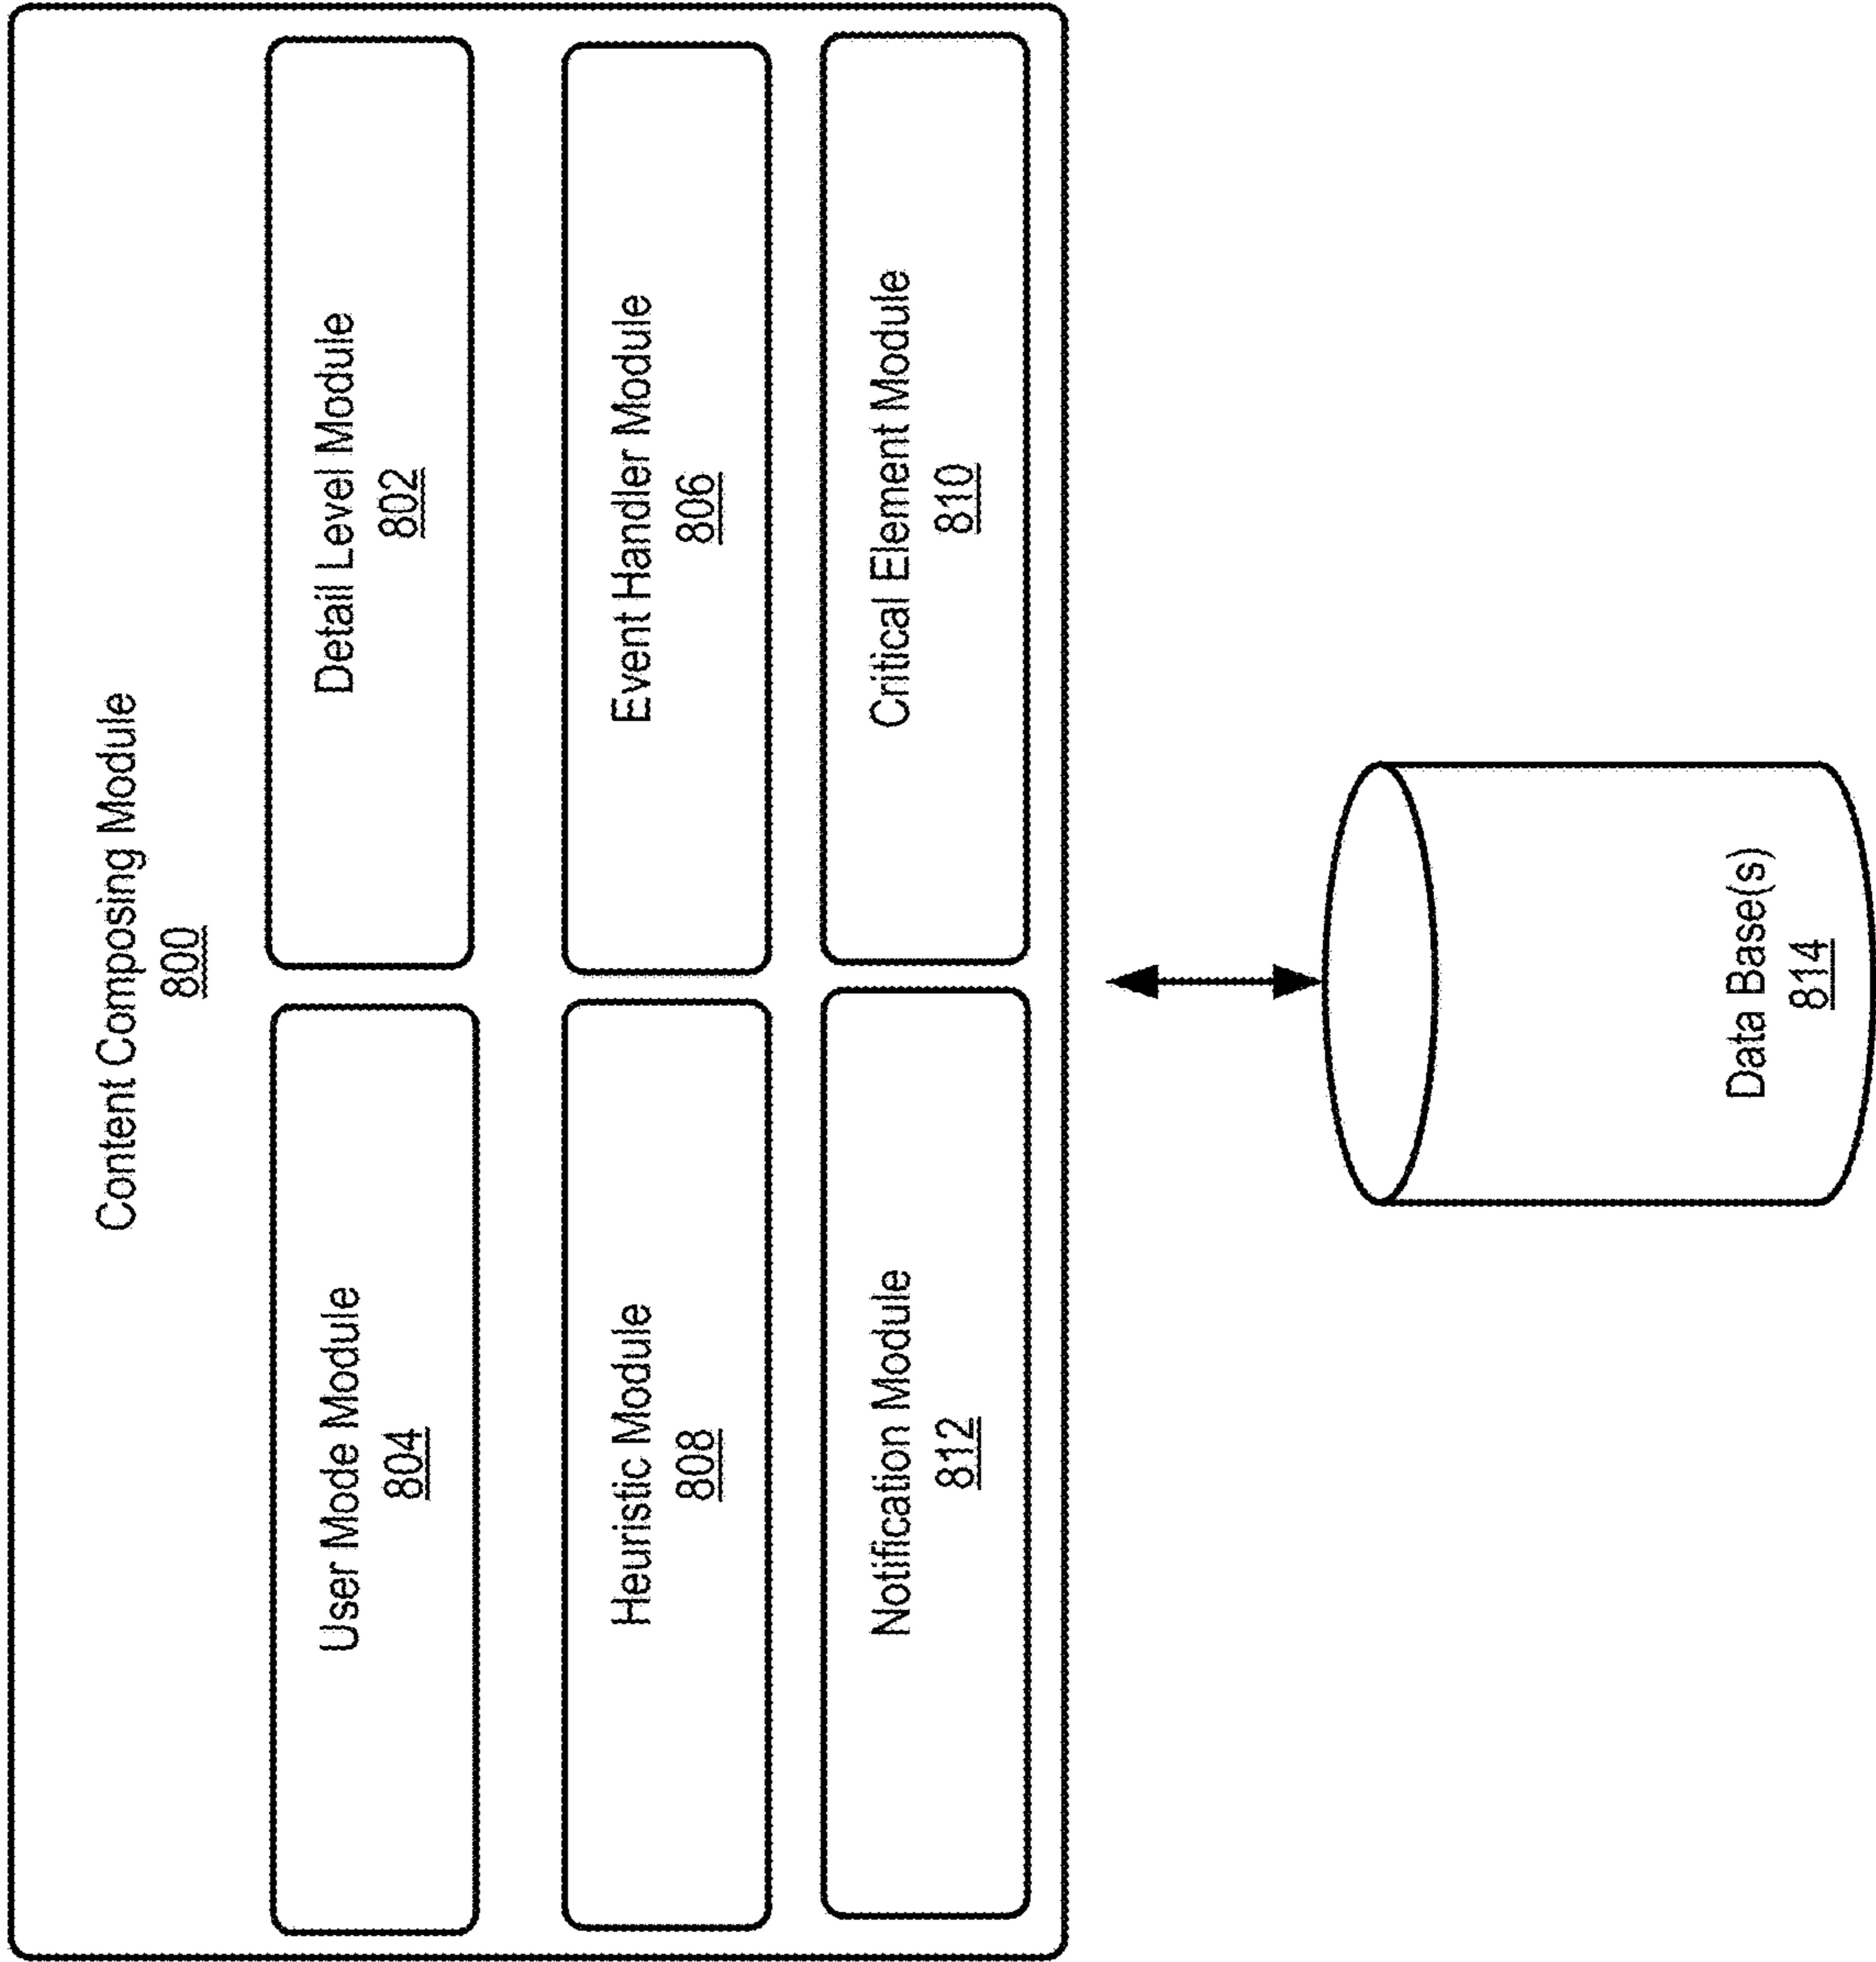 Content Composing Module
800
User Mode Module
804
Detail Level Module
802
Heuristic Module
808
Event Handler Module
806
Notification Module
812
Critical Element Module
810
Data Base(s)
814